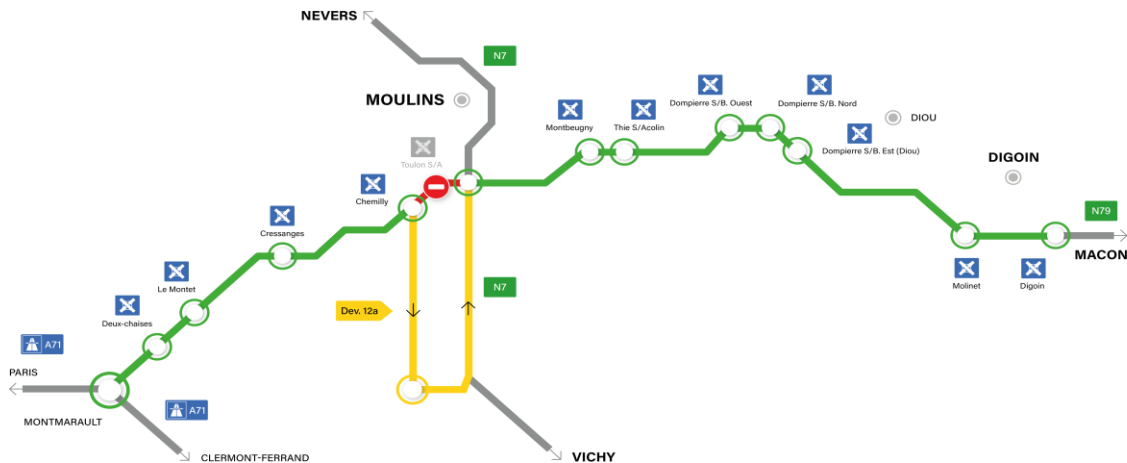 NEVERS
N7
MOULINS
Toulon S/A
Montbeugny
Thie S/Acolin
Dompierre S/B. Ouest
Dompierre S/B. Nord
DIOU
Dompierre S/B. Est (Diou)
DIGOIN
N79
MACON
Molinet
Digoin
Chemilly
Cressanges
Le Montet
Deux-chaises
Dev. 12a
N7
A71
PARIS
MONTMARAULT
A71
CLERMONT-FERRAND
VICHY